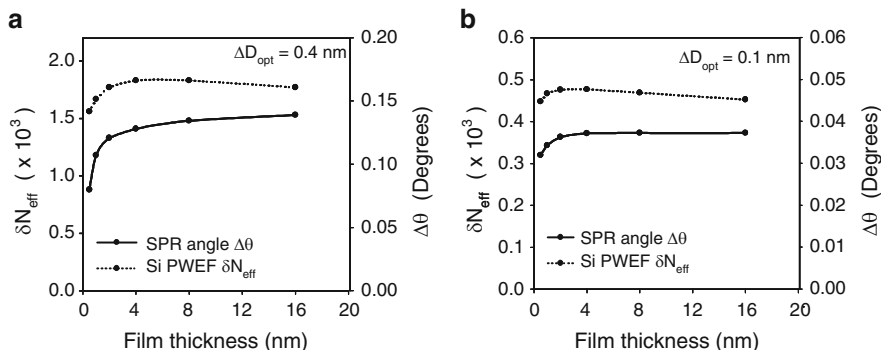 a
ΔD_opt = 0.4 nm
2.0
1.5
1.0
0.5
0.0
δN_eff ( x 10³)
0.20
0.15
0.10
0.05
0.00
Δθ (Degrees)
SPR angle Δθ
Si PWEF δN_eff
0 4 8 12 16 20
Film thickness (nm)
b
ΔD_opt = 0.1 nm
0.6
0.5
0.4
0.3
0.2
0.1
0.0
δN_eff ( x 10³)
0.06
0.05
0.04
0.03
0.02
0.01
0.00
Δθ (Degrees)
SPR angle Δθ
Si PWEF δN_eff
0 4 8 12 16 20
Film thickness (nm)